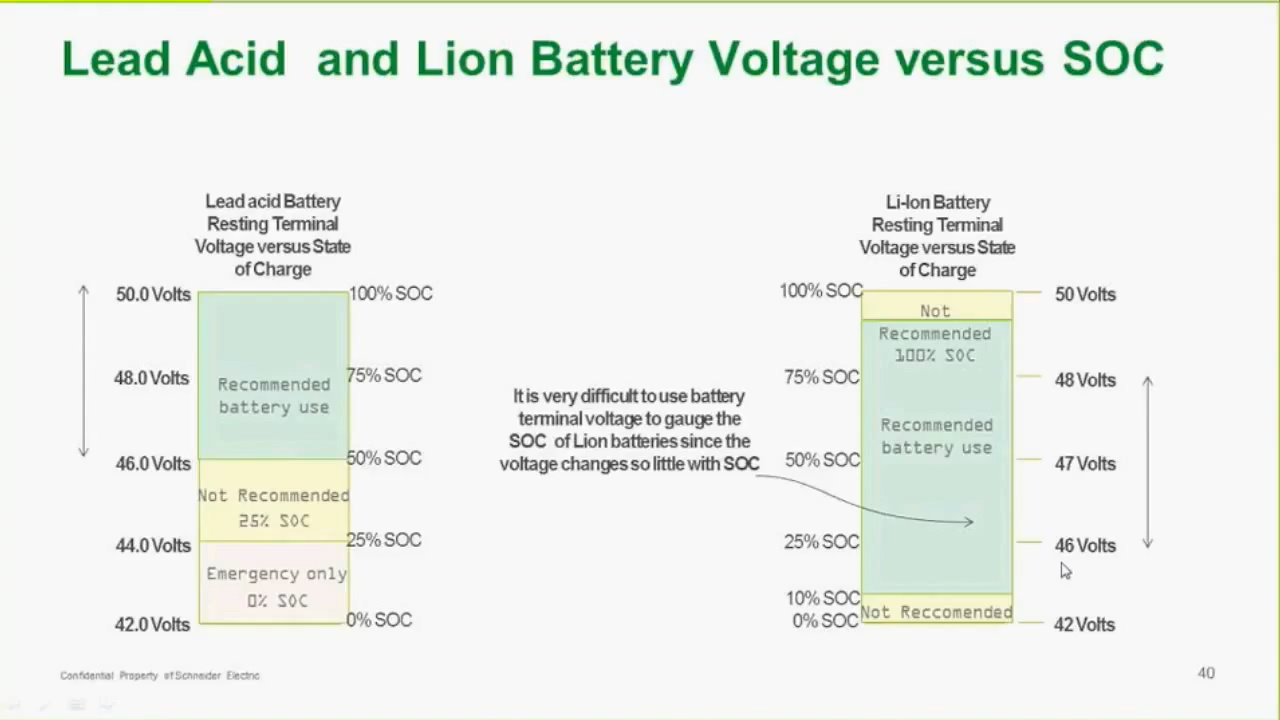 Lead Acid and Lion Battery Voltage versus SOC
Lead acid Battery
Resting Terminal
Voltage versus State
of Charge
50.0 Volts
100% SOC
48.0 Volts
75% SOC
Recommended
battery use
46.0 Volts
50% SOC
Not Recommended
25% SOC
44.0 Volts
25% SOC
Emergency only
0% SOC
42.0 Volts
0% SOC
It is very difficult to use battery
terminal voltage to gauge the
SOC of Lion batteries since the
voltage changes so little with SOC
Li-Ion Battery
Resting Terminal
Voltage versus State
of Charge
100% SOC
50 Volts
Not
Recommended
100% SOC
75% SOC
48 Volts
Recommended
battery use
50% SOC
47 Volts
25% SOC
46 Volts
10% SOC
Not Reccomended
0% SOC
42 Volts
Confidential Property of Schneider Electric
40